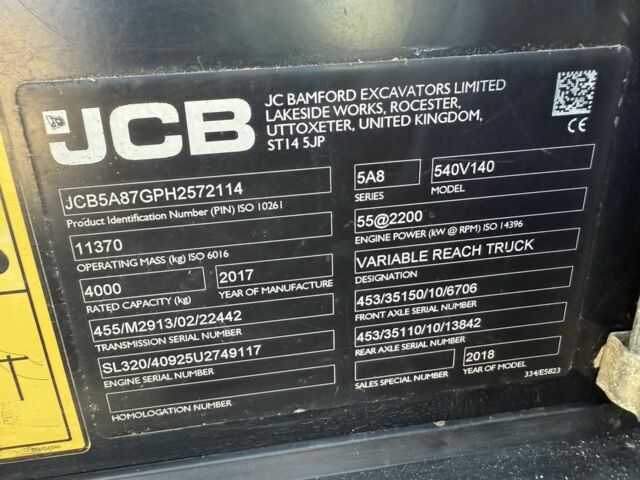 JCB
JC BAMFORD EXCAVATORS LIMITED
LAKESIDE WORKS, ROCESTER,
UTTOXETER, UNITED KINGDOM,
ST14 5JP
CE
JCB5A87GPH2572114
Product Identification Number (PIN) ISO 10261
11370
OPERATING MASS (kg) ISO 6016
4000
RATED CAPACITY (kg)
2017
YEAR OF MANUFACTURE
455/M2913/02/22442
TRANSMISSION SERIAL NUMBER
SL320/40925U2749117
ENGINE SERIAL NUMBER
HOMOLOGATION NUMBER
5A8
SERIES
540V140
MODEL
55@2200
ENGINE POWER (kW @ RPM) ISO 14396
VARIABLE REACH TRUCK
DESIGNATION
453/35150/10/6706
FRONT AXLE SERIAL NUMBER
453/35110/10/13842
REAR AXLE SERIAL NUMBER
SALES SPECIAL NUMBER
2018
YEAR OF MODEL
334/E5823